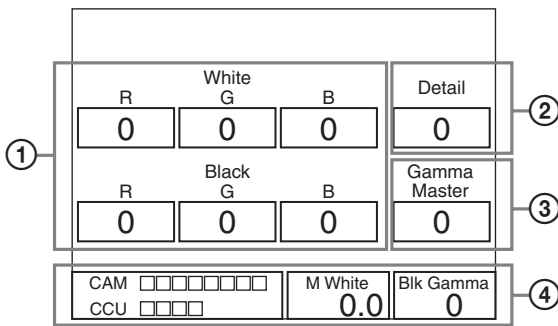 White
R G B
0 0 0
Detail
0
①
②
Black
R G B
0 0 0
Gamma
Master
0
③
CAM □□□□□□□□
CCU □□□□
M White
0.0
Blk Gamma
0
④